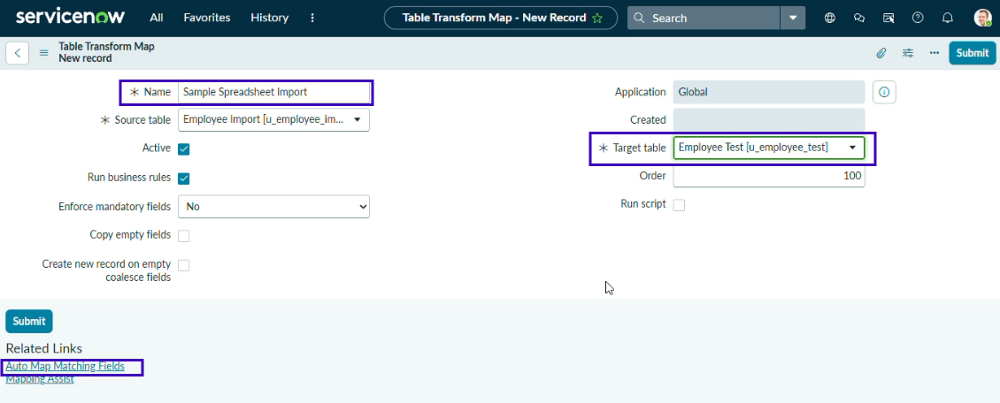 servicenow All Favorites History Table Transform Map - New Record Search
Table Transform Map
New record
Submit
* Name Sample Spreadsheet Import
Application Global
* Source table Employee Import [u_employee_im...
Created
Active
* Target table Employee Test [u_employee_test]
Run business rules
Order 100
Enforce mandatory fields No
Run script
Copy empty fields
Create new record on empty
coalesce fields
Submit
Related Links
Auto Map Matching Fields
Mapping Assist